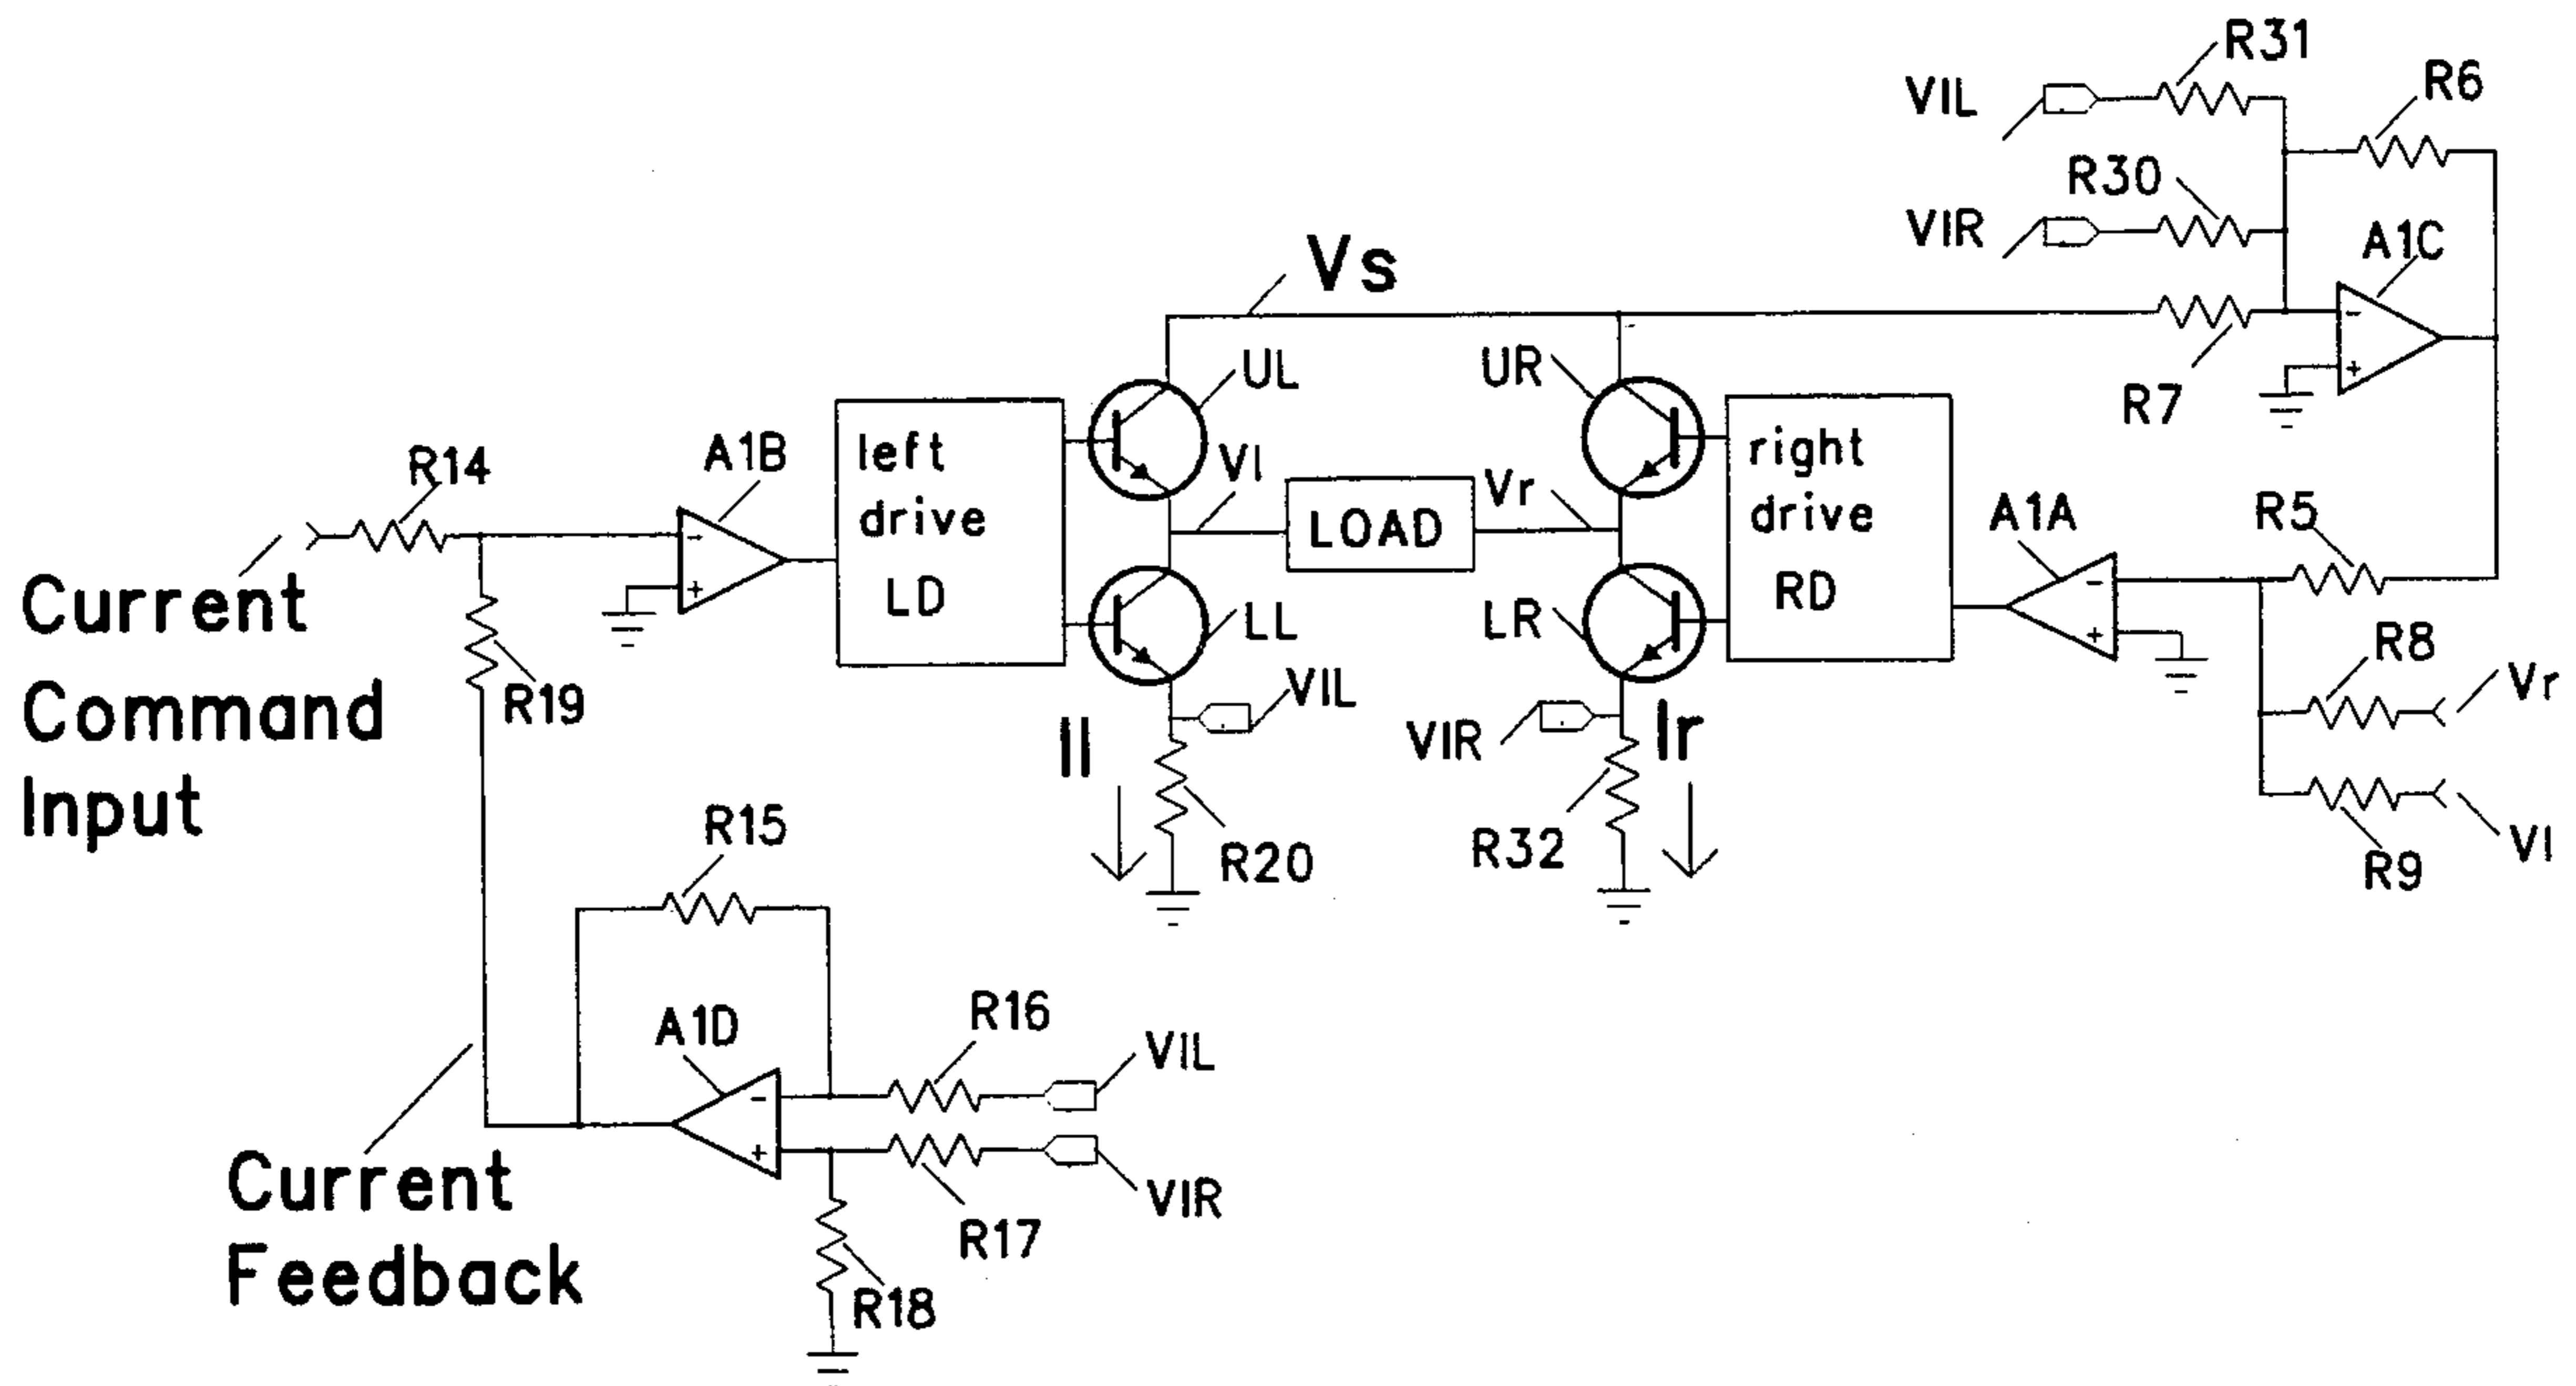 R31
R6
VIL
R30
VIR
A1C
Vs
-
+
R7
UL
UR
left
drive
LD
right
drive
RD
R14
A1B
Vl
Vr
LOAD
A1A
R5
-
+
-
+
Current
Command
Input
R19
LL
LR
R8
Vr
VIL
VIR
Il
Ir
R9
Vl
R20
R32
R15
A1D
R16
VIL
-
+
R17
VIR
R18
Current
Feedback